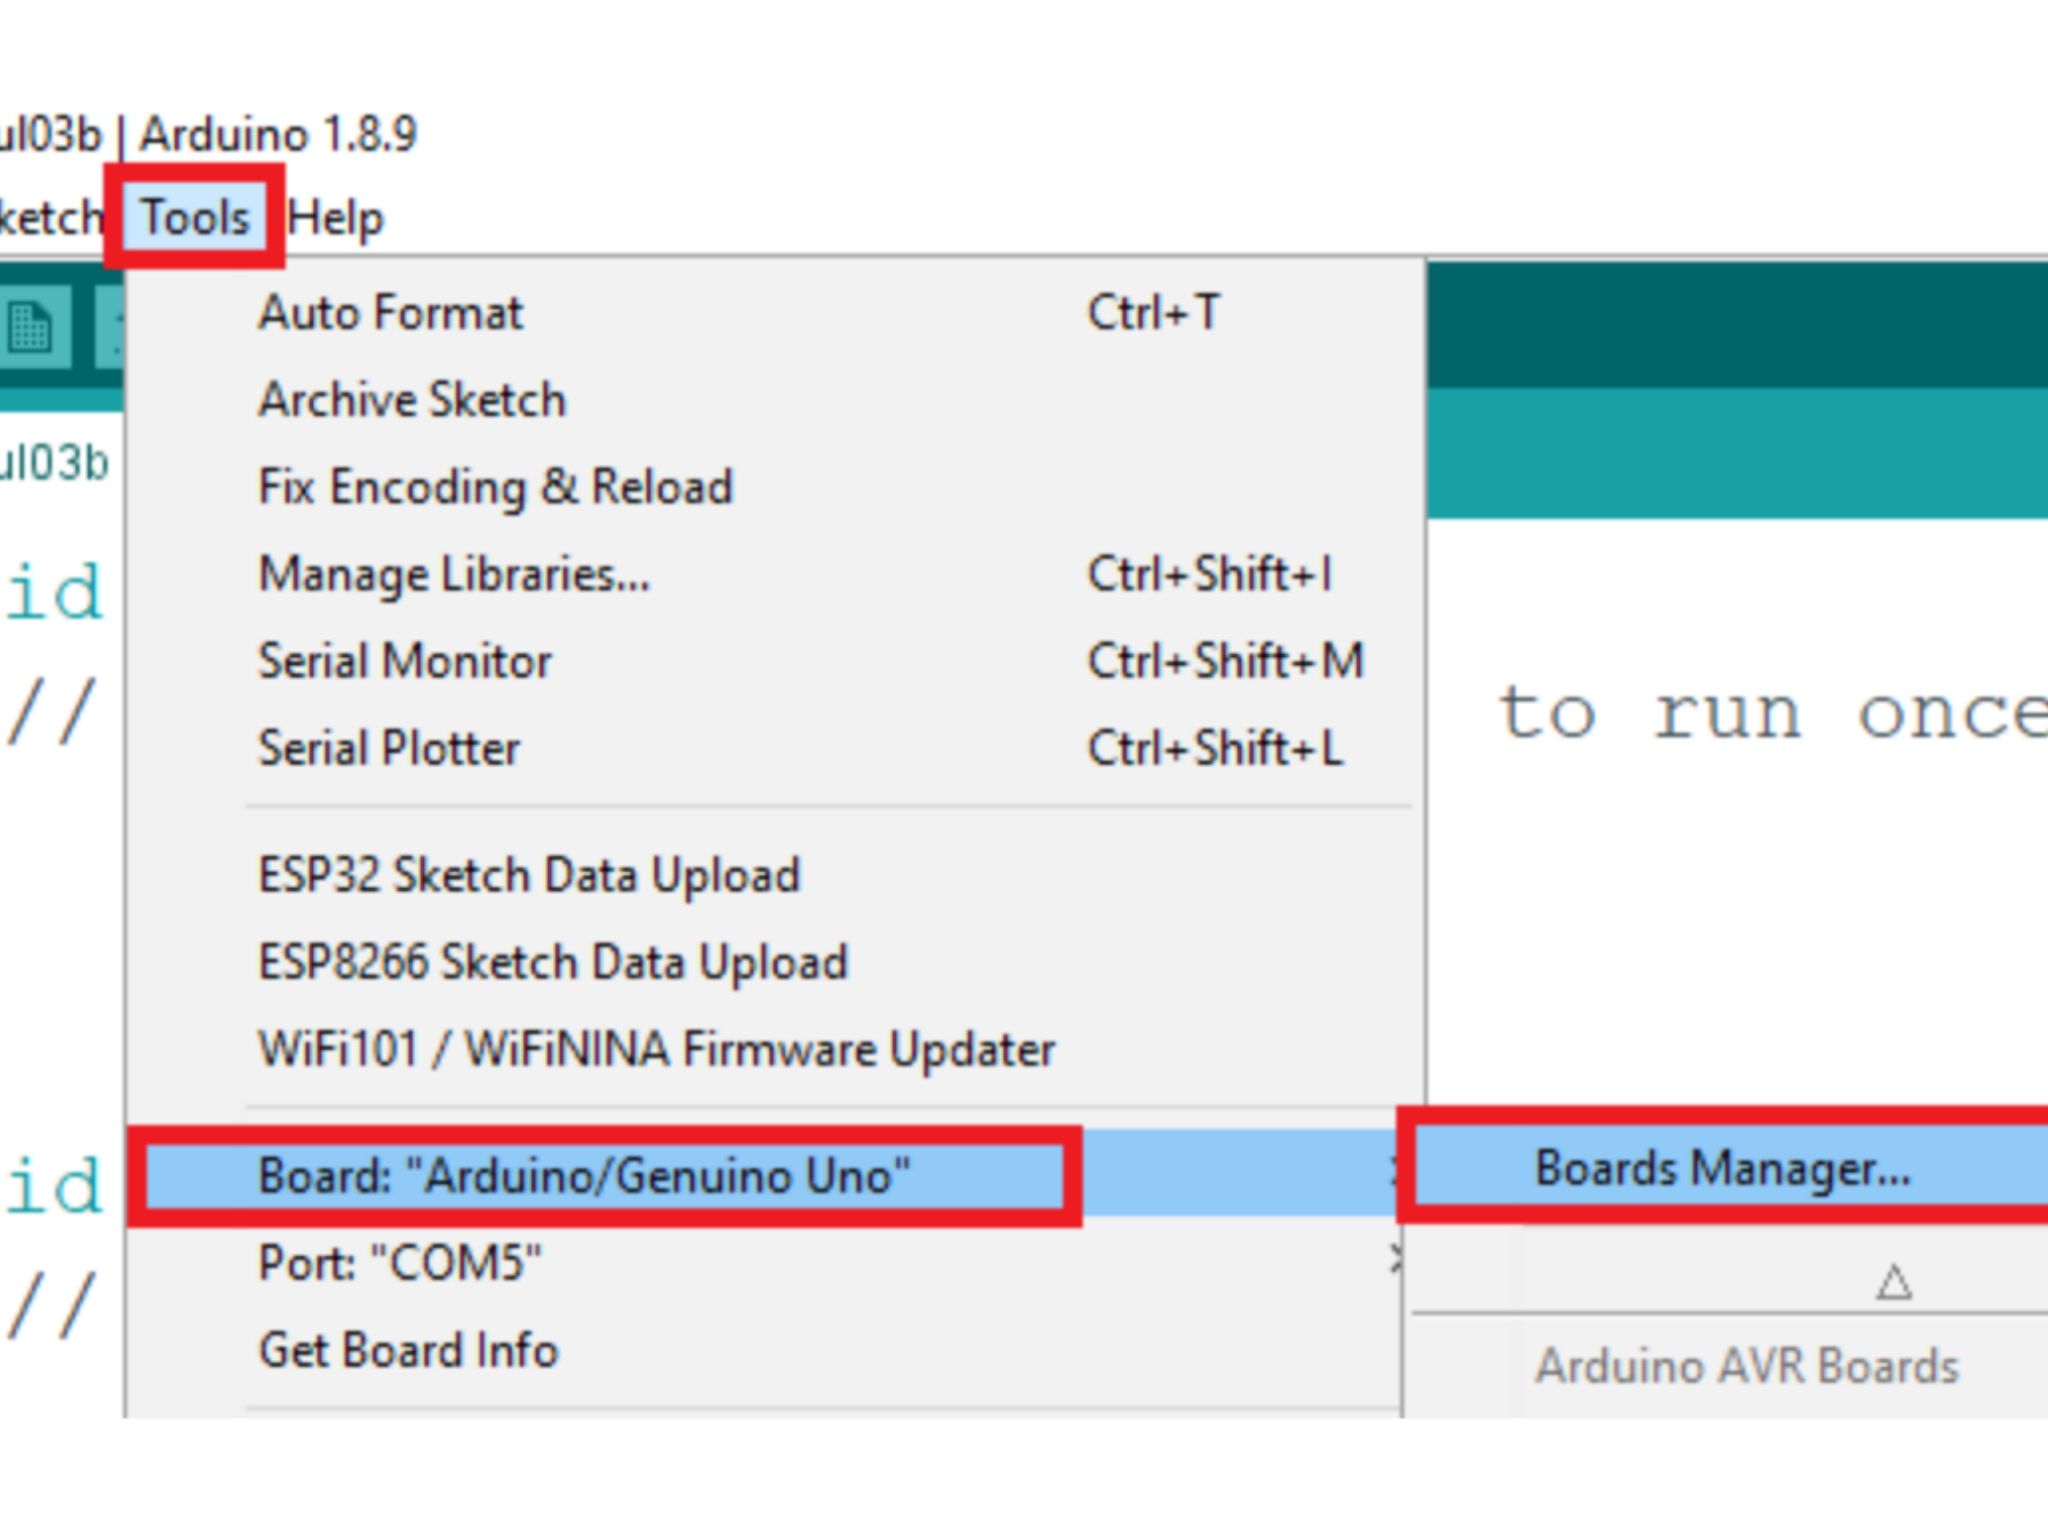 ul03b | Arduino 1.8.9
ketch Tools Help
Auto Format Ctrl+T
Archive Sketch
ul03b
Fix Encoding & Reload
id
Manage Libraries... Ctrl+Shift+I
Serial Monitor Ctrl+Shift+M
// to run once
Serial Plotter Ctrl+Shift+L
ESP32 Sketch Data Upload
ESP8266 Sketch Data Upload
WiFi101 / WiFiNINA Firmware Updater
id
Board: "Arduino/Genuino Uno" Boards Manager...
Port: "COM5"
//
Get Board Info Arduino AVR Boards